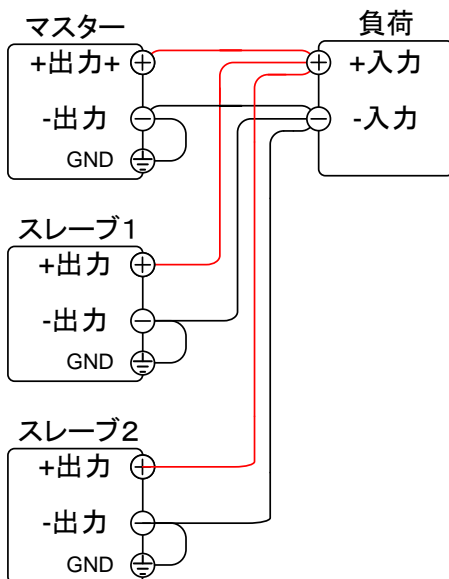 マスター
+出力+
-出力
GND
負荷
+入力
-入力
スレーブ1
+出力
-出力
GND
スレーブ2
+出力
-出力
GND